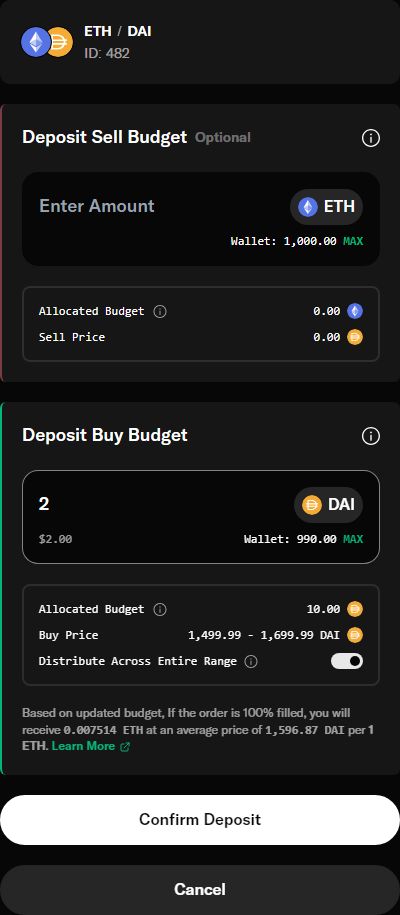 ETH / DAI
ID: 482
Deposit Sell Budget Optional
Enter Amount ETH
Wallet: 1,000.00 MAX
Allocated Budget 0.00
Sell Price 0.00
Deposit Buy Budget
2 DAI
$2.00 Wallet: 990.00 MAX
Allocated Budget 10.00
Buy Price 1,499.99 - 1,699.99 DAI
Distribute Across Entire Range
Based on updated budget, If the order is 100% filled, you will
receive 0.007514 ETH at an average price of 1,596.87 DAI per 1
ETH. Learn More
Confirm Deposit
Cancel